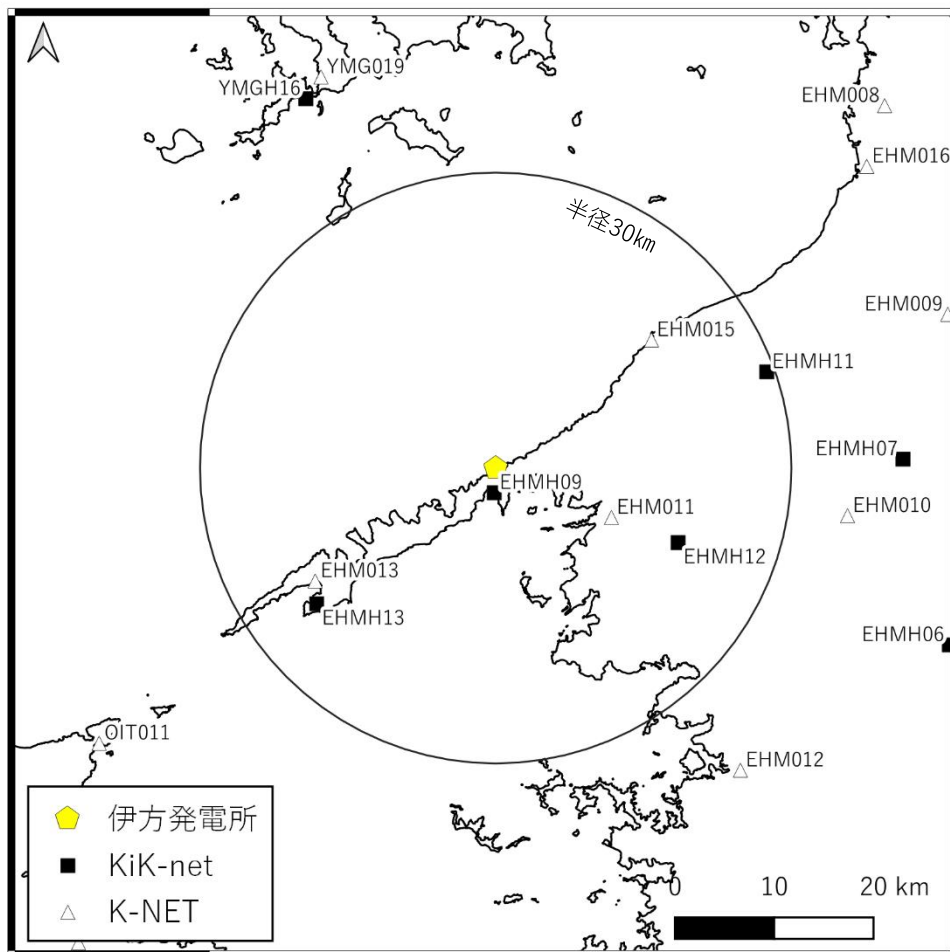 YMG019
YMGH16
EHM008
EHM016
半径30km
EHM009
EHM015
EHMH11
EHMH07
EHMH09
EHM011
EHM010
EHMH12
EHM013
EHMH13
EHMH06
OIT011
EHM012
伊方発電所
KiK-net
K-NET
0 10 20 km